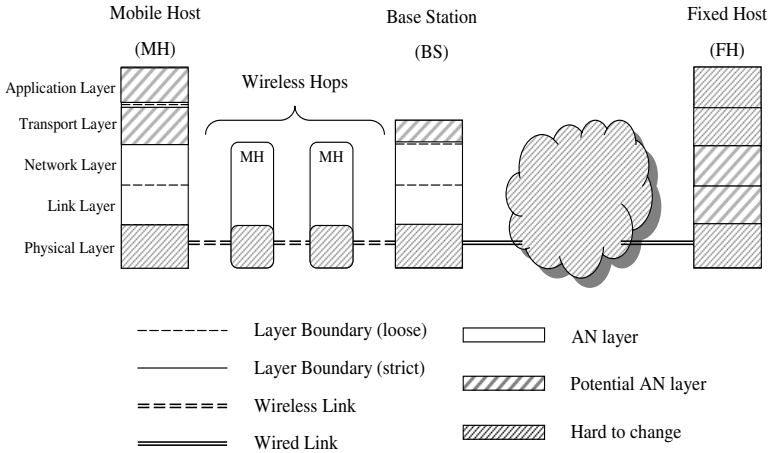 Mobile Host
(MH)
Base Station
(BS)
Fixed Host
(FH)
Application Layer
Transport Layer
Network Layer
Link Layer
Physical Layer
Wireless Hops
MH
MH
Layer Boundary (loose)
Layer Boundary (strict)
Wireless Link
Wired Link
AN layer
Potential AN layer
Hard to change